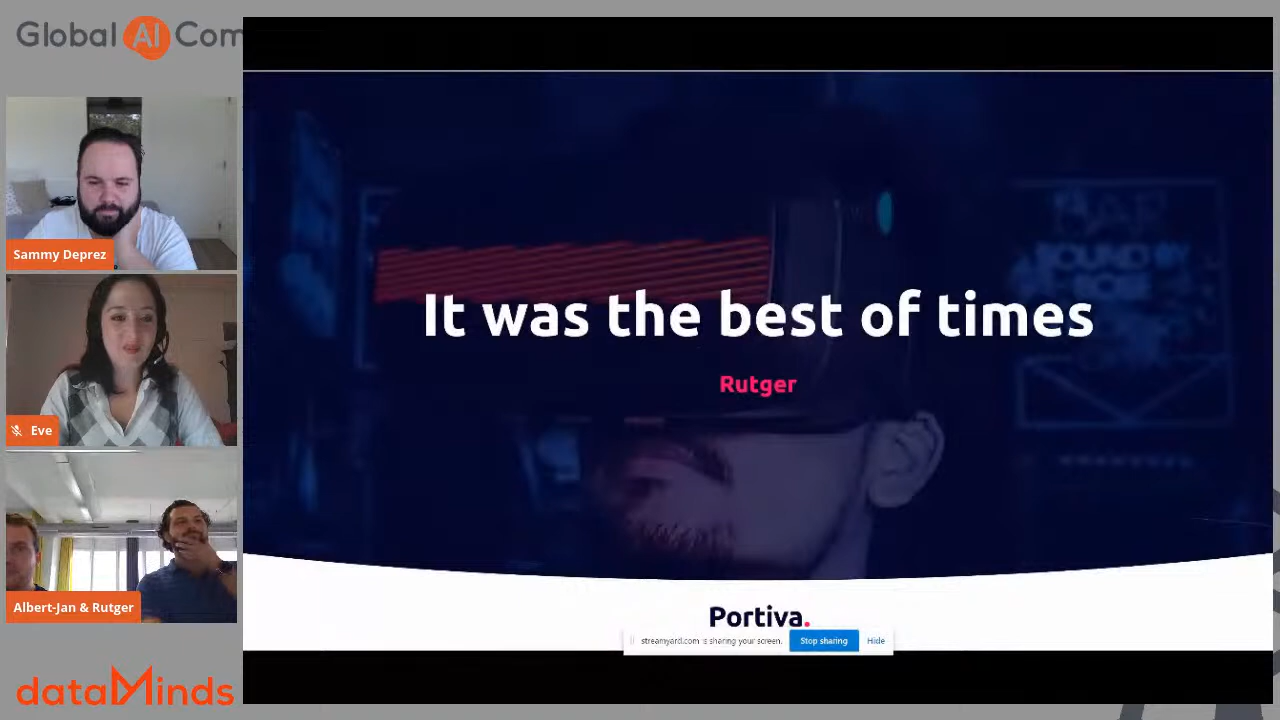 Global AI Com
Sammy Deprez
Eve
Albert-Jan & Rutger
dataMinds
It was the best of times
Rutger
Portiva.
streamyard.com is sharing your screen.
Stop sharing
Hide